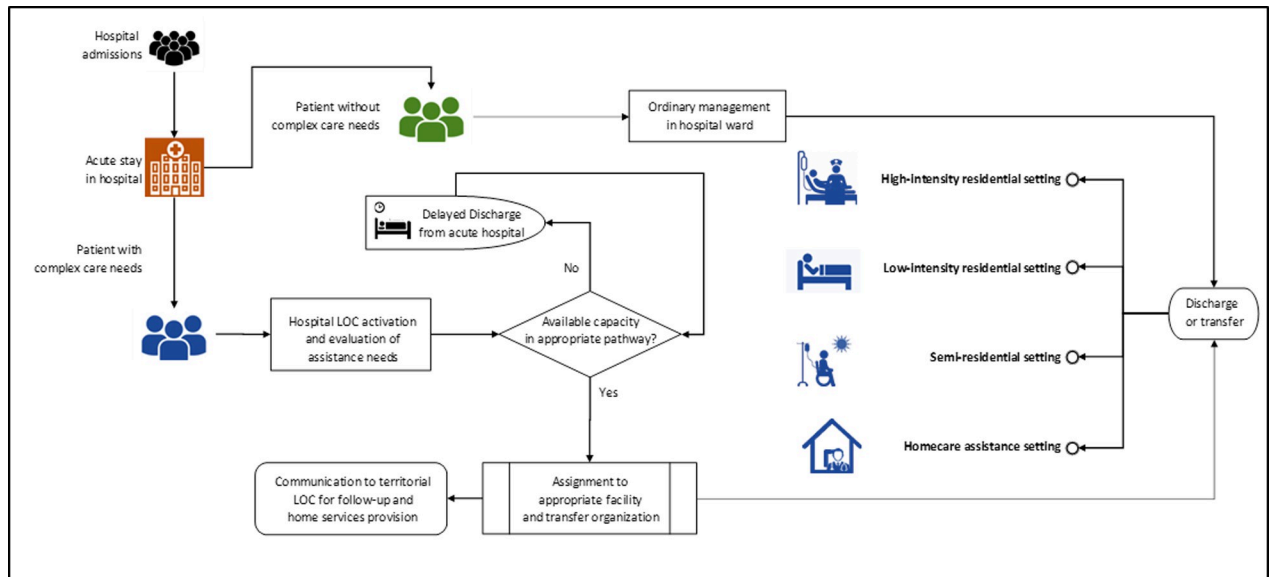 Hospital
admissions
Patient without
complex care needs
Ordinary management
in hospital ward
Acute stay
in hospital
High-intensity residential setting
Delayed Discharge
from acute hospital
Patient with
complex care needs
No
Low-intensity residential setting
Discharge
or transfer
Hospital LOC activation
and evaluation of
assistance needs
Available capacity
in appropriate pathway?
Semi-residential setting
Yes
Homecare assistance setting
Communication to territorial
LOC for follow-up and
home services provision
Assignment to
appropriate facility
and transfer organization